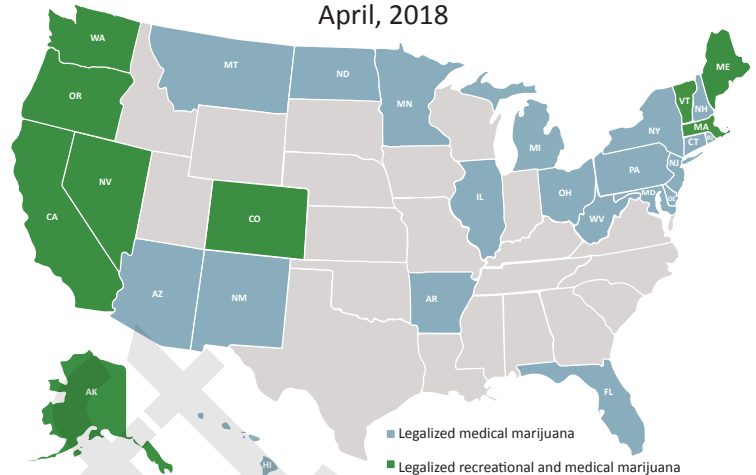 April, 2018
WA
OR
CA
NV
MT
ND
MN
CO
AZ
NM
AR
IL
MI
OH
WV
PA
NY
VT
NH
ME
MA
CT
RI
NJ
MD
DE
FL
AK
HI
Legalized medical marijuana
Legalized recreational and medical marijuana